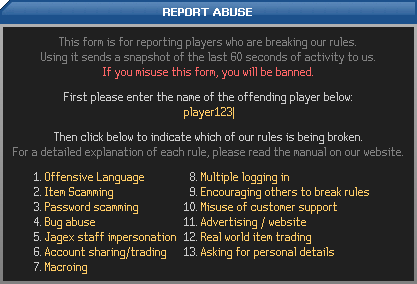 REPORT ABUSE
This form is for reporting players who are breaking our rules.
Using it sends a snapshot of the last 60 seconds of activity to us.
If you misuse this form, you will be banned.
First please enter the name of the offending player below:
player123|
Then click below to indicate which of our rules is being broken.
For a detailed explanation of each rule, please read the manual on our website.
1. Offensive Language
2. Item Scamming
3. Password scamming
4. Bug abuse
5. Jagex staff impersonation
6. Account sharing/trading
7. Macroing
8. Multiple logging in
9. Encouraging others to break rules
10. Misuse of customer support
11. Advertising / website
12. Real world item trading
13. Asking for personal details